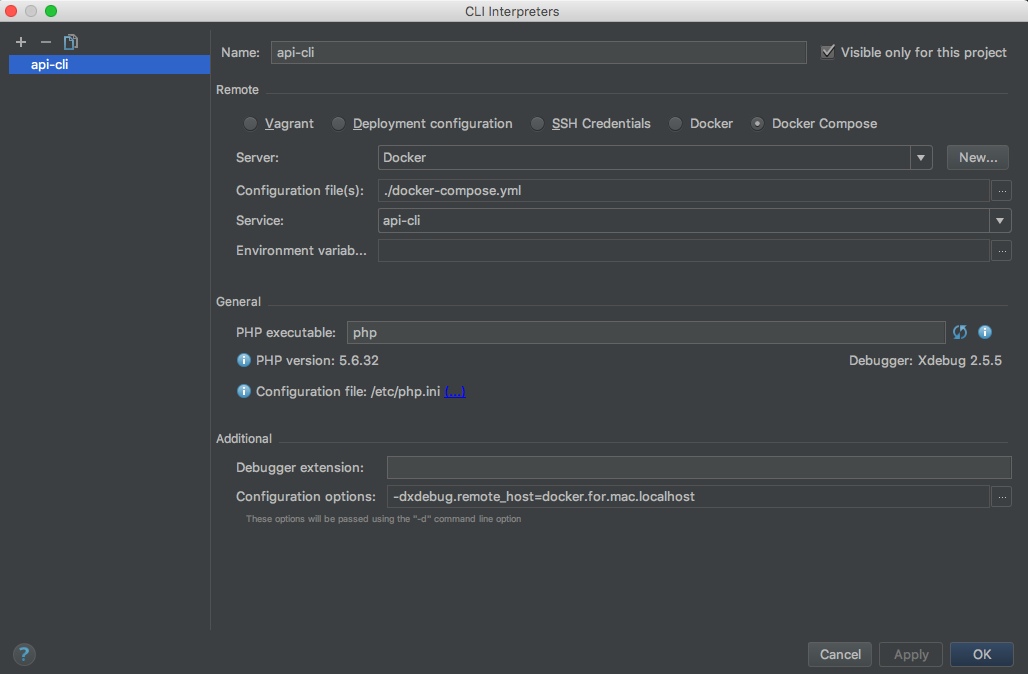 CLI Interpreters
api-cli
Name: api-cli Visible only for this project
Remote
Vagrant Deployment configuration SSH Credentials Docker Docker Compose
Server: Docker New...
Configuration file(s): ./docker-compose.yml ...
Service: api-cli
Environment variab... ...
General
PHP executable: php
PHP version: 5.6.32 Debugger: Xdebug 2.5.5
Configuration file: /etc/php.ini (...)
Additional
Debugger extension:
Configuration options: -dxdebug.remote_host=docker.for.mac.localhost ...
These options will be passed using the "-d" command line option
? Cancel Apply OK